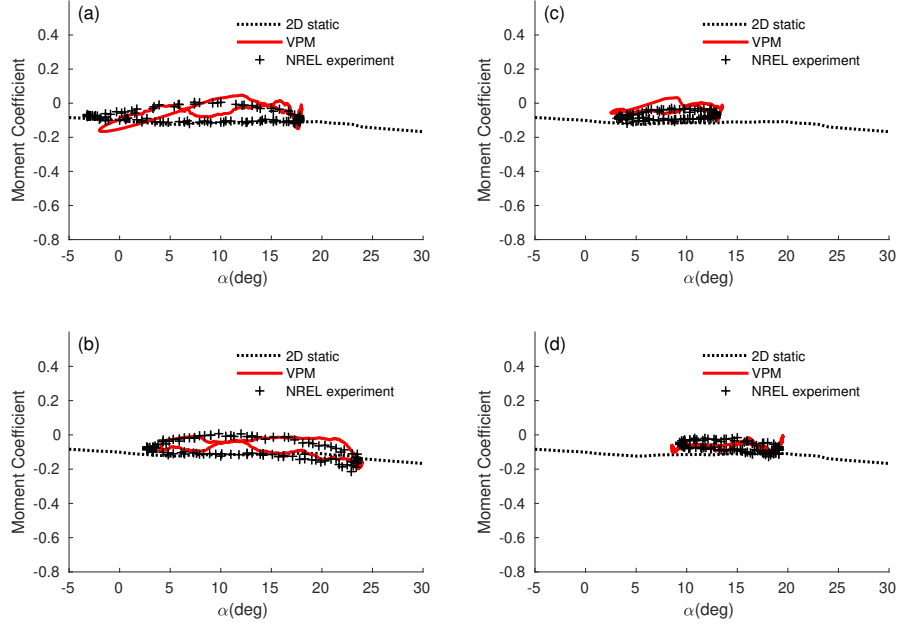 (a)
2D static
VPM
NREL experiment
0.4
0.2
0
-0.2
-0.4
-0.6
-0.8
Moment Coefficient
-5 0 5 10 15 20 25 30
α(deg)
(c)
2D static
VPM
NREL experiment
0.4
0.2
0
-0.2
-0.4
-0.6
-0.8
Moment Coefficient
-5 0 5 10 15 20 25 30
α(deg)
(b)
2D static
VPM
NREL experiment
0.4
0.2
0
-0.2
-0.4
-0.6
-0.8
Moment Coefficient
-5 0 5 10 15 20 25 30
α(deg)
(d)
2D static
VPM
NREL experiment
0.4
0.2
0
-0.2
-0.4
-0.6
-0.8
Moment Coefficient
-5 0 5 10 15 20 25 30
α(deg)